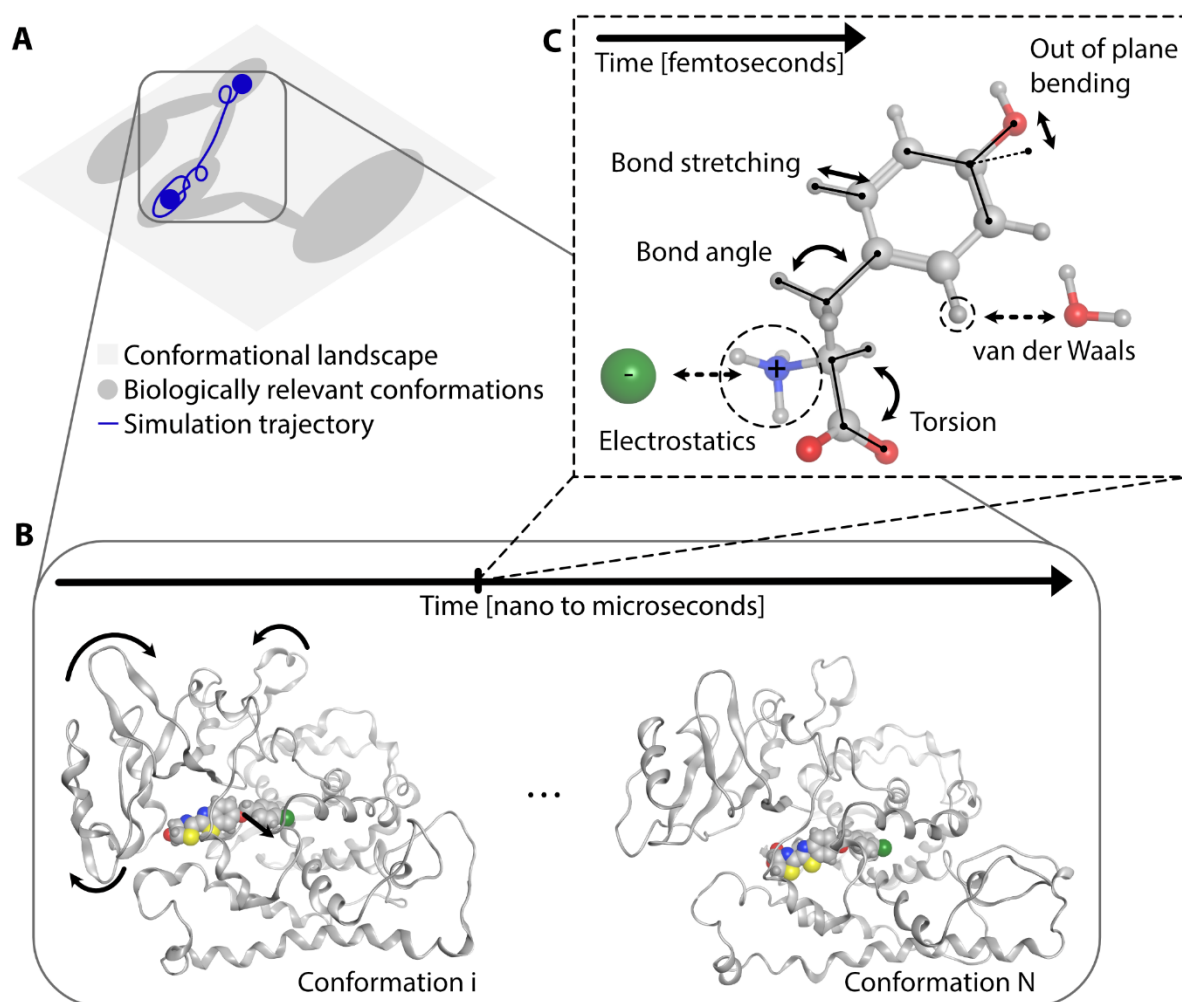 A
Conformational landscape
Biologically relevant conformations
Simulation trajectory
C
Time [femtoseconds]
Out of plane
bending
Bond stretching
Bond angle
van der Waals
-
+
Electrostatics
Torsion
B
Time [nano to microseconds]
...
Conformation i
Conformation N